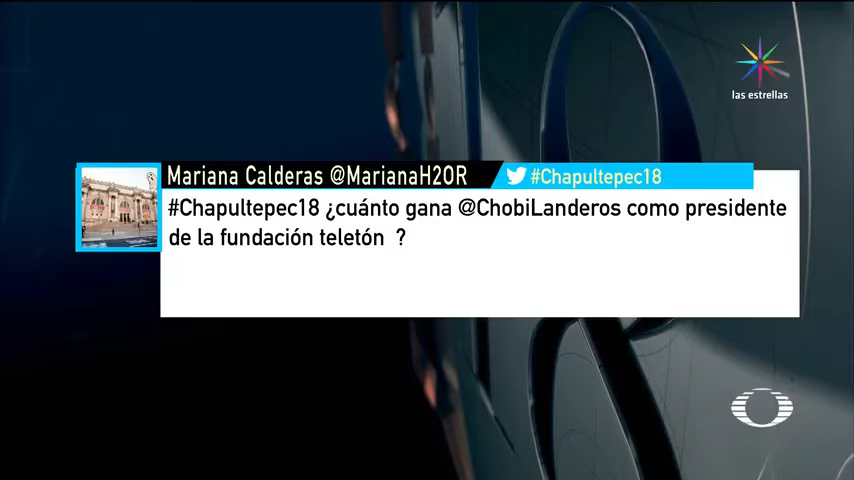 las estrellas
Mariana Calderas @MarianaH2OR
#Chapultepec18
#Chapultepec18 ¿cuánto gana @ChobiLanderos como presidente
de la fundación teletón ?
R